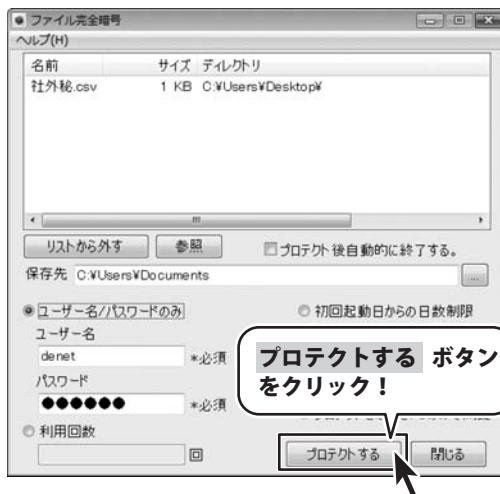 ファイル完全暗号
ヘルプ(H)
名前 サイズ ディレクトリ
社外秘.csv 1 KB C:¥Users¥Desktop¥
リストから外す 参照 プロテクト後自動的に終了する。
保存先 C:¥Users¥Documents ...
ユーザー名/パスワードのみ 初回起動日からの日数制限
ユーザー名
denet *必須
パスワード
●●●●●● *必須
プロテクトする ボタン
をクリック！
利用回数
回 プロテクトする 閉じる